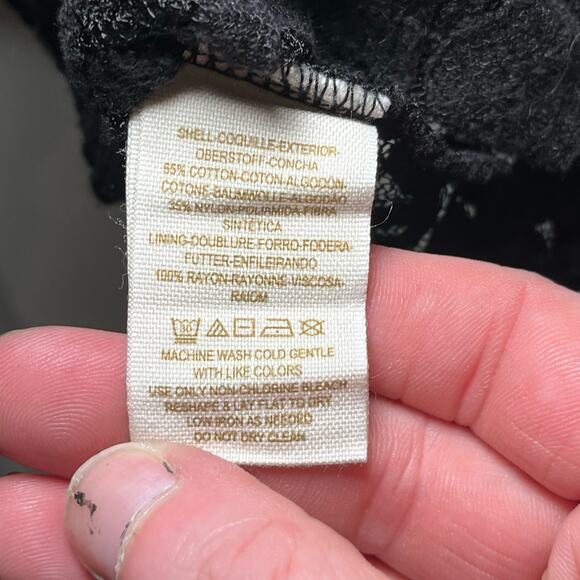 SHELL-COQUILLE-EXTERIOR-
OBERSTOFF-CONCHA
65% COTTON-COTON-ALGODON-
COTONE-BAUMWOLLE-ALGODÃO
35% NYLON-POLIAMIDA-FIBRA
SINTÉTICA
LINING-DOUBLURE-FORRO-FODERA-
FUTTER-ENFILEIRANDO
100% RAYON-RAYONNE-VISCOSA-
RAIOM
30
MACHINE WASH COLD GENTLE
WITH LIKE COLORS
USE ONLY NON-CHLORINE BLEACH
RESHAPE & LAY FLAT TO DRY
LOW IRON AS NEEDED
DO NOT DRY CLEAN